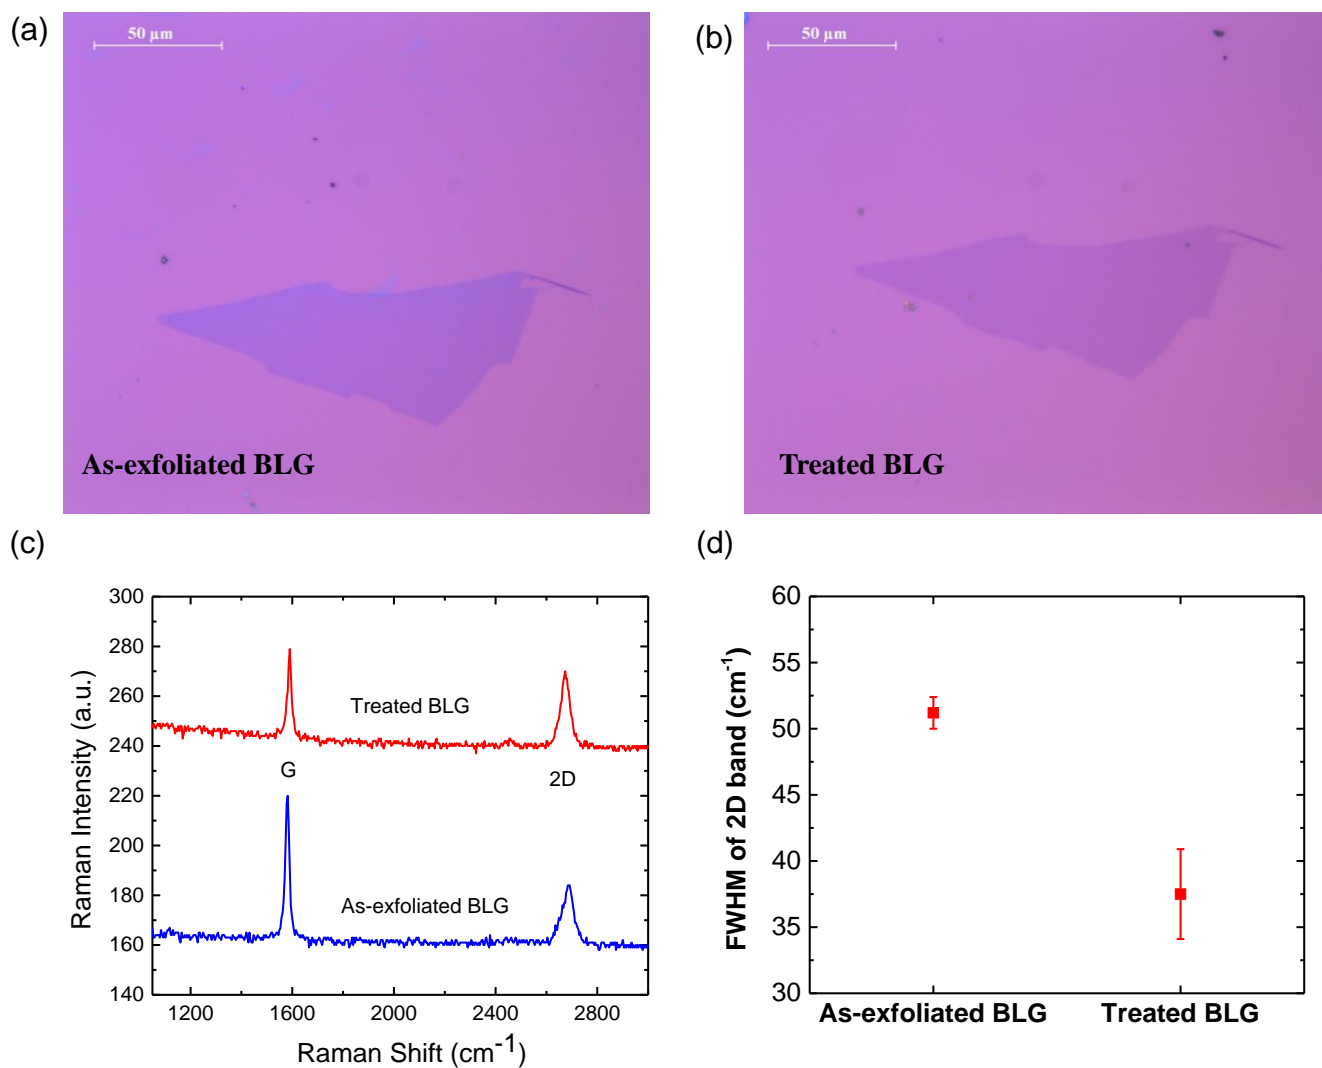 (a)
50 µm
As-exfoliated BLG
(b)
50 µm
Treated BLG
(c)
300
280
260
240
220
200
180
160
140
Raman Intensity (a.u.)
Treated BLG
G
2D
As-exfoliated BLG
1200 1600 2000 2400 2800
Raman Shift (cm⁻¹)
(d)
60
55
50
45
40
35
30
FWHM of 2D band (cm⁻¹)
As-exfoliated BLG Treated BLG